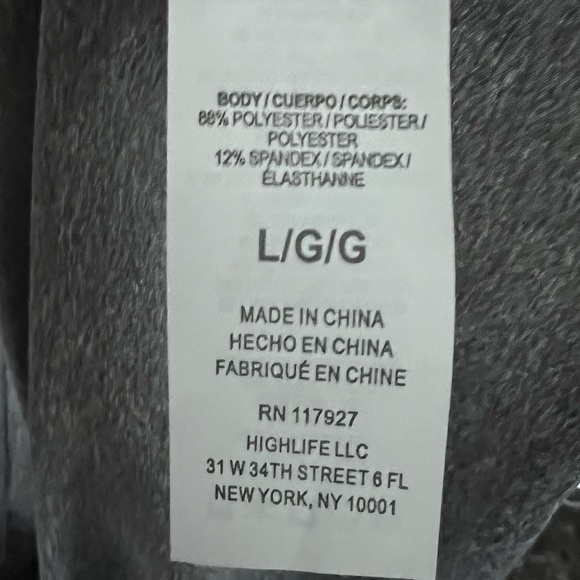 BODY/CUERPO/CORPS:
88% POLYESTER/POLIESTER/
POLYESTER
12% SPANDEX/SPANDEX/
ÉLASTHANNE
L/G/G
MADE IN CHINA
HECHO EN CHINA
FABRIQUÉ EN CHINE
RN 117927
HIGHLIFE LLC
31 W 34TH STREET 6 FL
NEW YORK, NY 10001